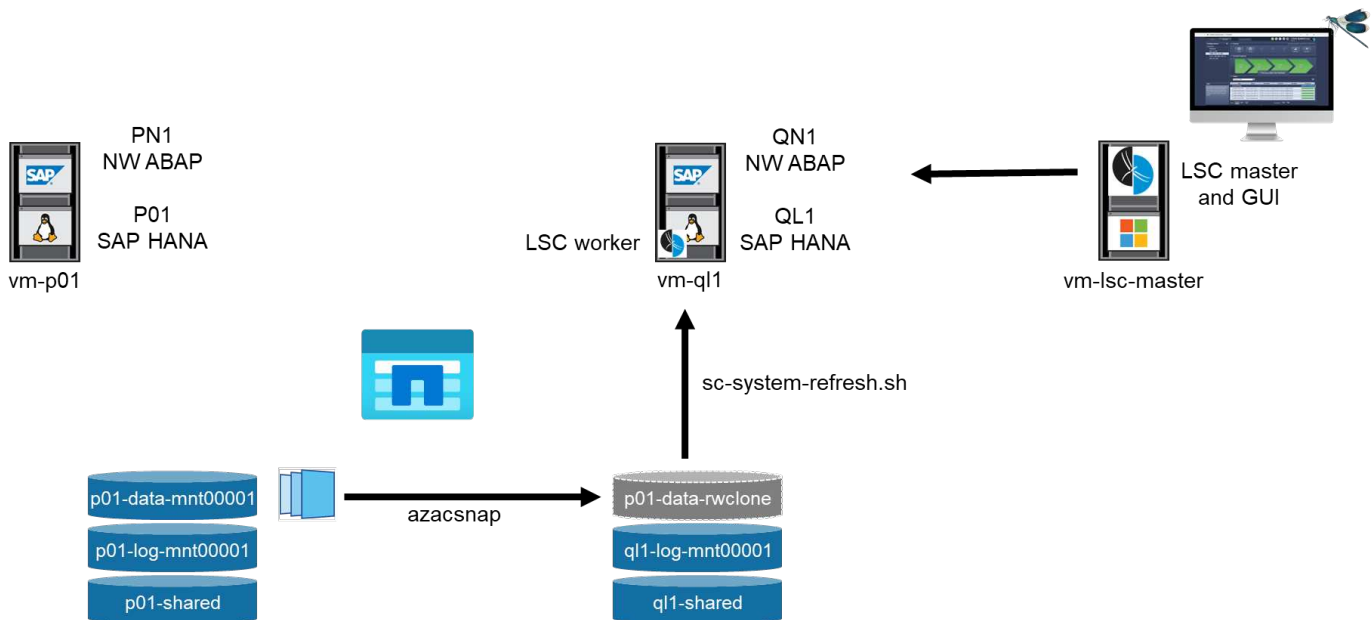 PN1
NW ABAP
SAP
P01
SAP HANA
vm-p01
QN1
NW ABAP
SAP
QL1
SAP HANA
LSC worker
vm-ql1
LSC master
and GUI
vm-lsc-master
sc-system-refresh.sh
p01-data-mnt00001
azacsnap
p01-data-rwclone
p01-log-mnt00001
ql1-log-mnt00001
p01-shared
ql1-shared